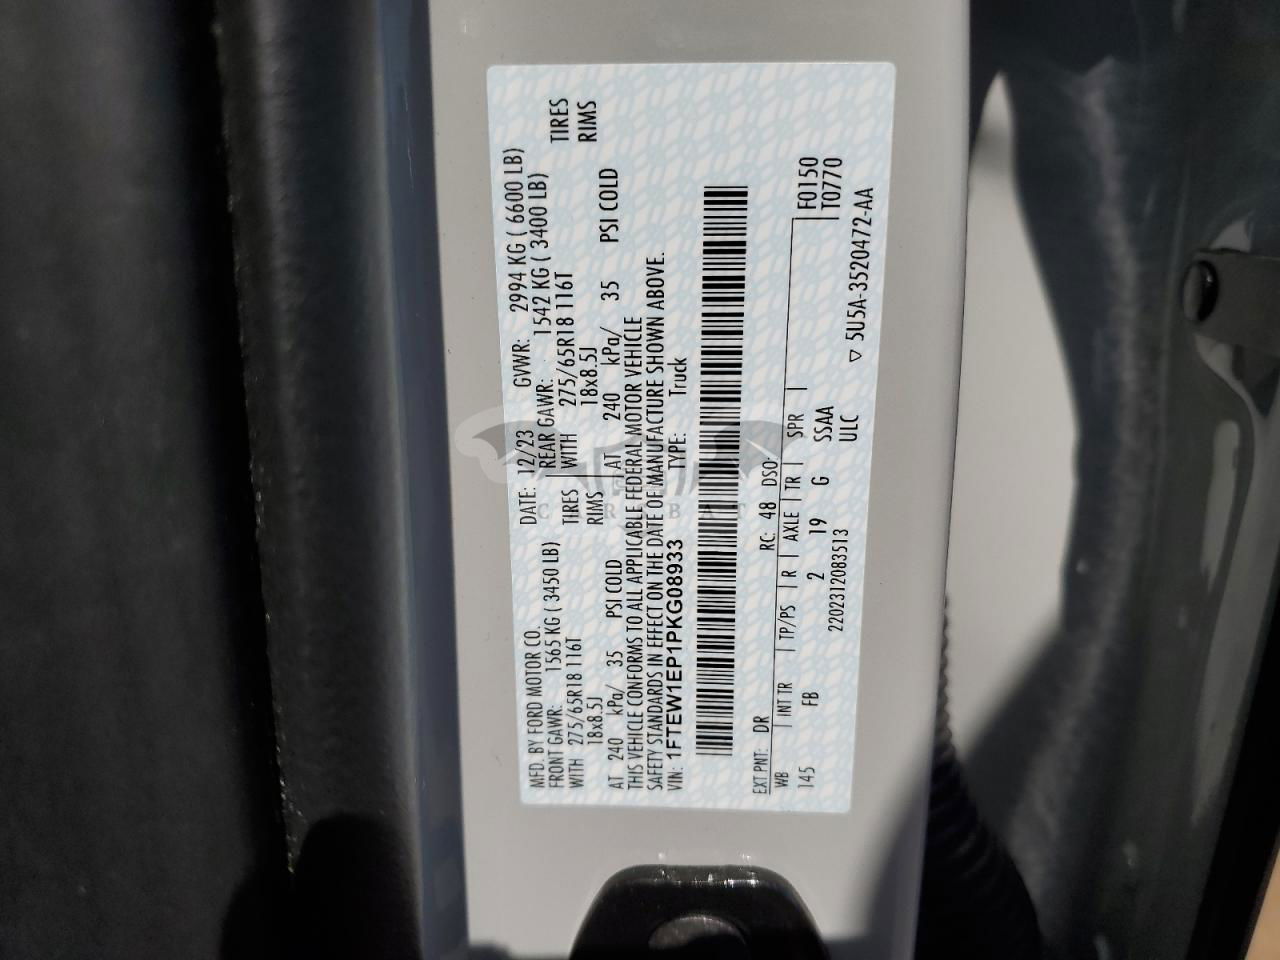 MFD. BY FORD MOTOR CO. DATE: 12/23 GVWR: 2994 KG ( 6600 LB)
FRONT GAWR: 1565 KG ( 3450 LB) REAR GAWR: 1542 KG ( 3400 LB)
WITH 275/65R18 116T TIRES WITH 275/65R18 116T TIRES
18x8.5J RIMS 18x8.5J RIMS
AT 240 kPa/ 35 PSI COLD AT 240 kPa/ 35 PSI COLD
THIS VEHICLE CONFORMS TO ALL APPLICABLE FEDERAL MOTOR VEHICLE
SAFETY STANDARDS IN EFFECT ON THE DATE OF MANUFACTURE SHOWN ABOVE.
VIN: 1FTEW1EP1PKG08933 TYPE: Truck
EXT PNT: DR RC: 48 DSO:
WB INT TR TP/PS R AXLE TR SPR F0150
145 FB 2 19 G SSAA T0770
2202312083513 ULC
▽ 5U5A-3520472-AA
CARBAT